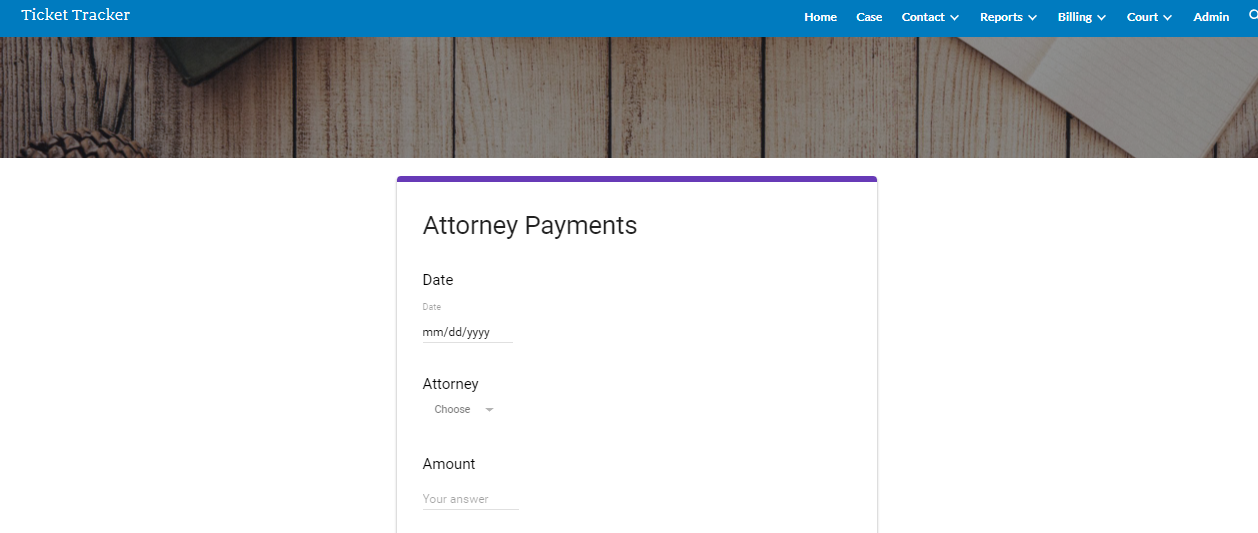 Ticket Tracker
Home Case Contact Reports Billing Court Admin
Attorney Payments
Date
Date
mm/dd/yyyy
Attorney
Choose
Amount
Your answer